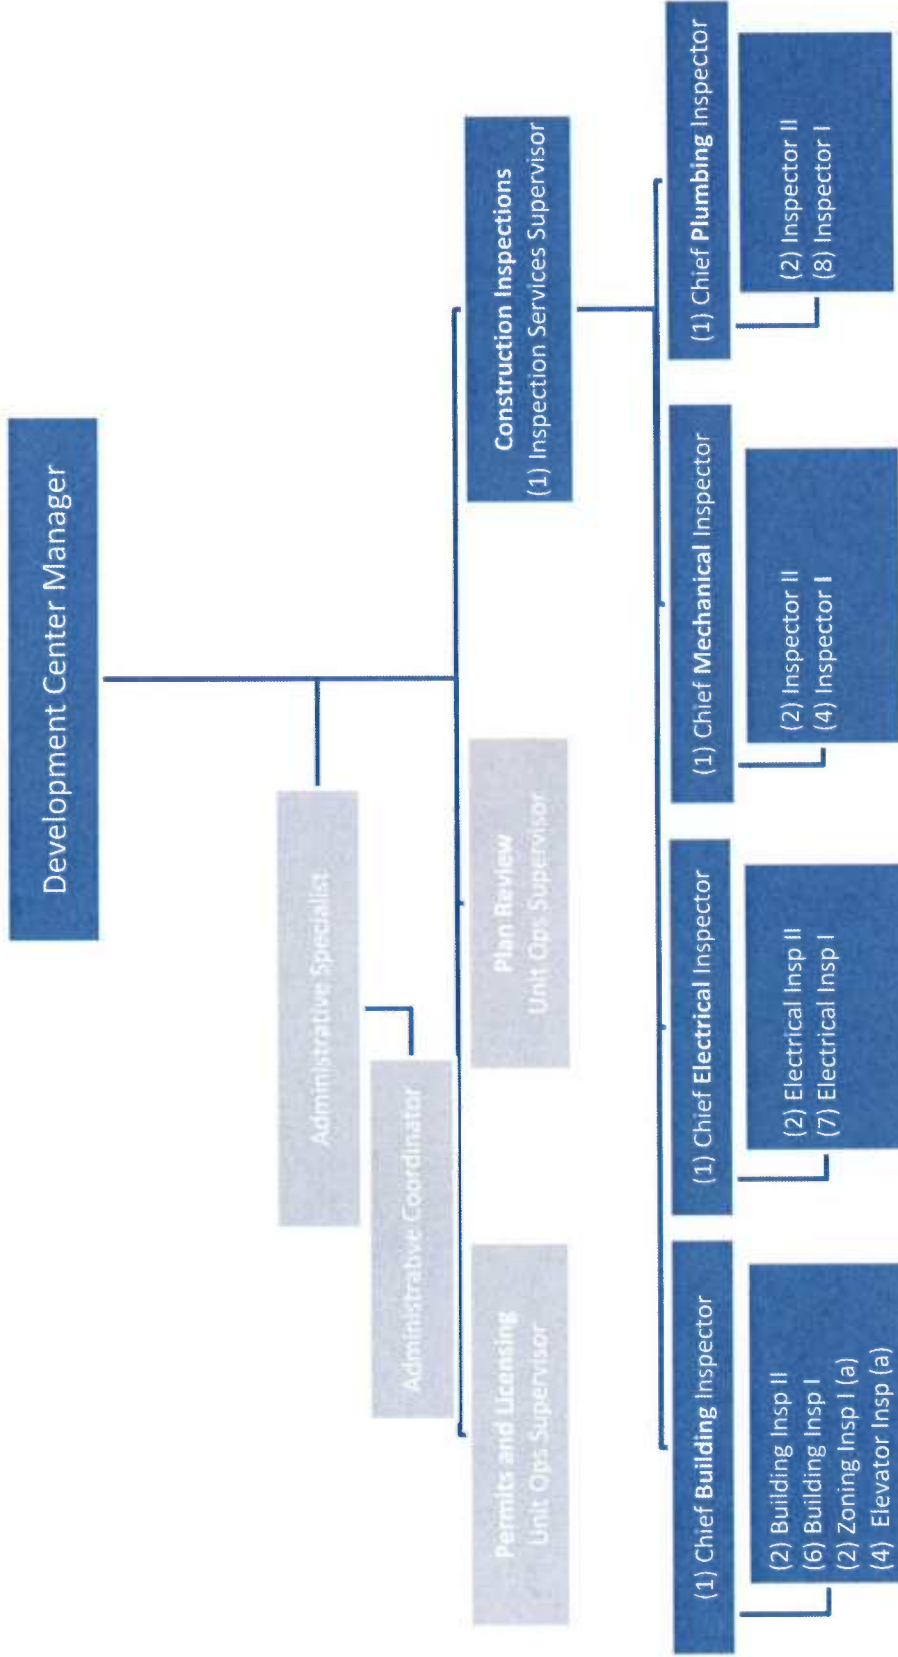 Development Center Manager
Administrative Specialist
Administrative Coordinator
Permits and Licensing
Unit Ops Supervisor
Plan Review
Unit Ops Supervisor
Construction Inspections
(1) Inspection Services Supervisor
(1) Chief Building Inspector
(2) Building Insp II
(6) Building Insp I
(2) Zoning Insp I (a)
(4) Elevator Insp (a)
(1) Chief Electrical Inspector
(2) Electrical Insp II
(7) Electrical Insp I
(1) Chief Mechanical Inspector
(2) Inspector II
(4) Inspector I
(1) Chief Plumbing Inspector
(2) Inspector II
(8) Inspector I